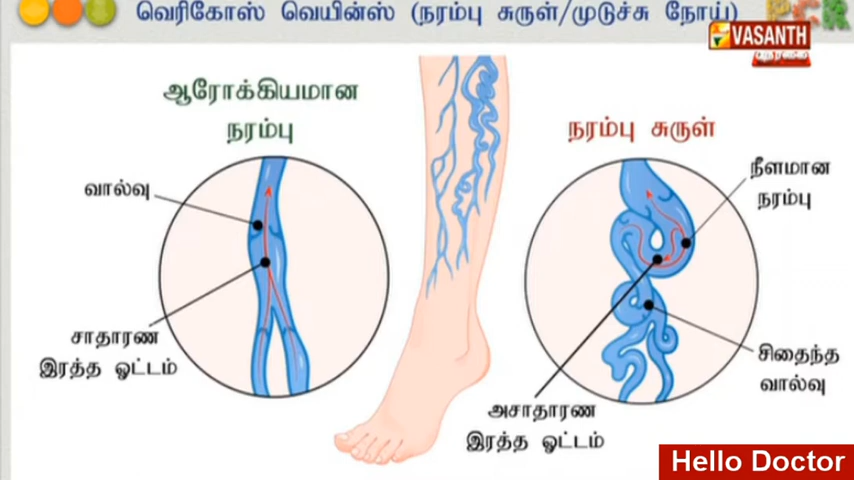 வெரிகோஸ் வெயின்ஸ் (நரம்பு சுருள்/முடுச்சு நோய்)
PCR
VASANTH
ஆரோக்கியமான
நரம்பு
வால்வு
சாதாரண
இரத்த ஓட்டம்
நரம்பு சுருள்
நீளமான
நரம்பு
சிதைந்த
வால்வு
அசாதாரண
இரத்த ஓட்டம்
Hello Doctor